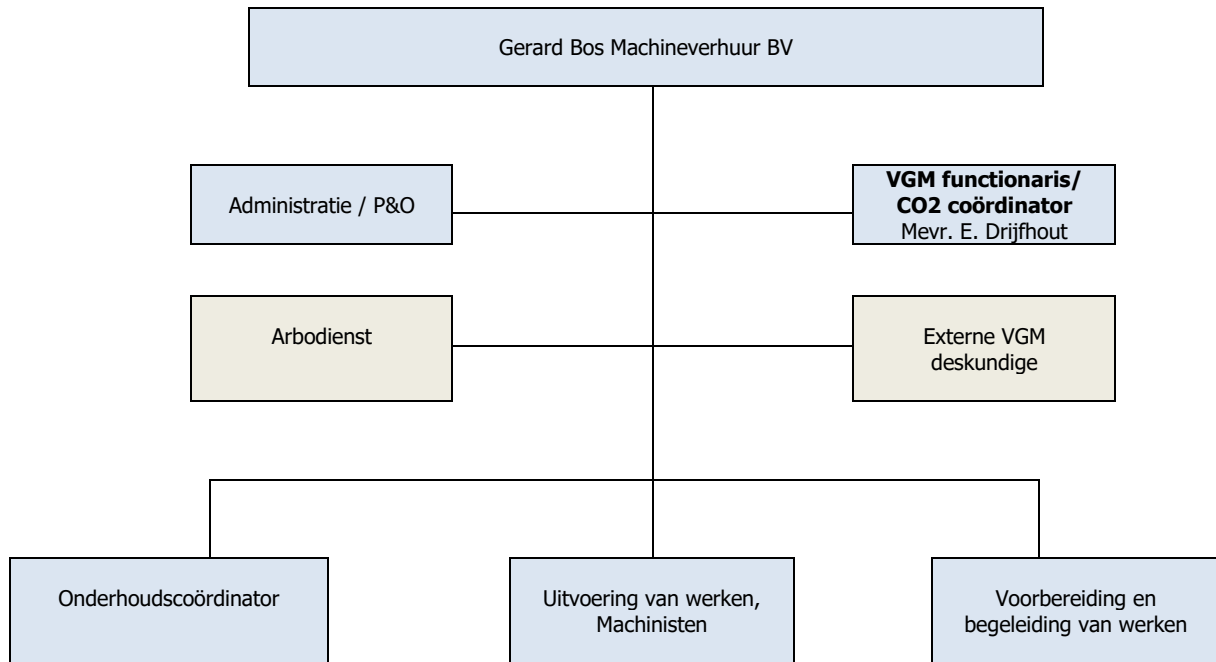 Gerard Bos Machineverhuur BV
Administratie / P&O
VGM functionaris/
CO2 coördinator
Mevr. E. Drijfhout
Arbodienst
Externe VGM
deskundige
Onderhoudscoördinator
Uitvoering van werken,
Machinisten
Voorbereiding en
begeleiding van werken